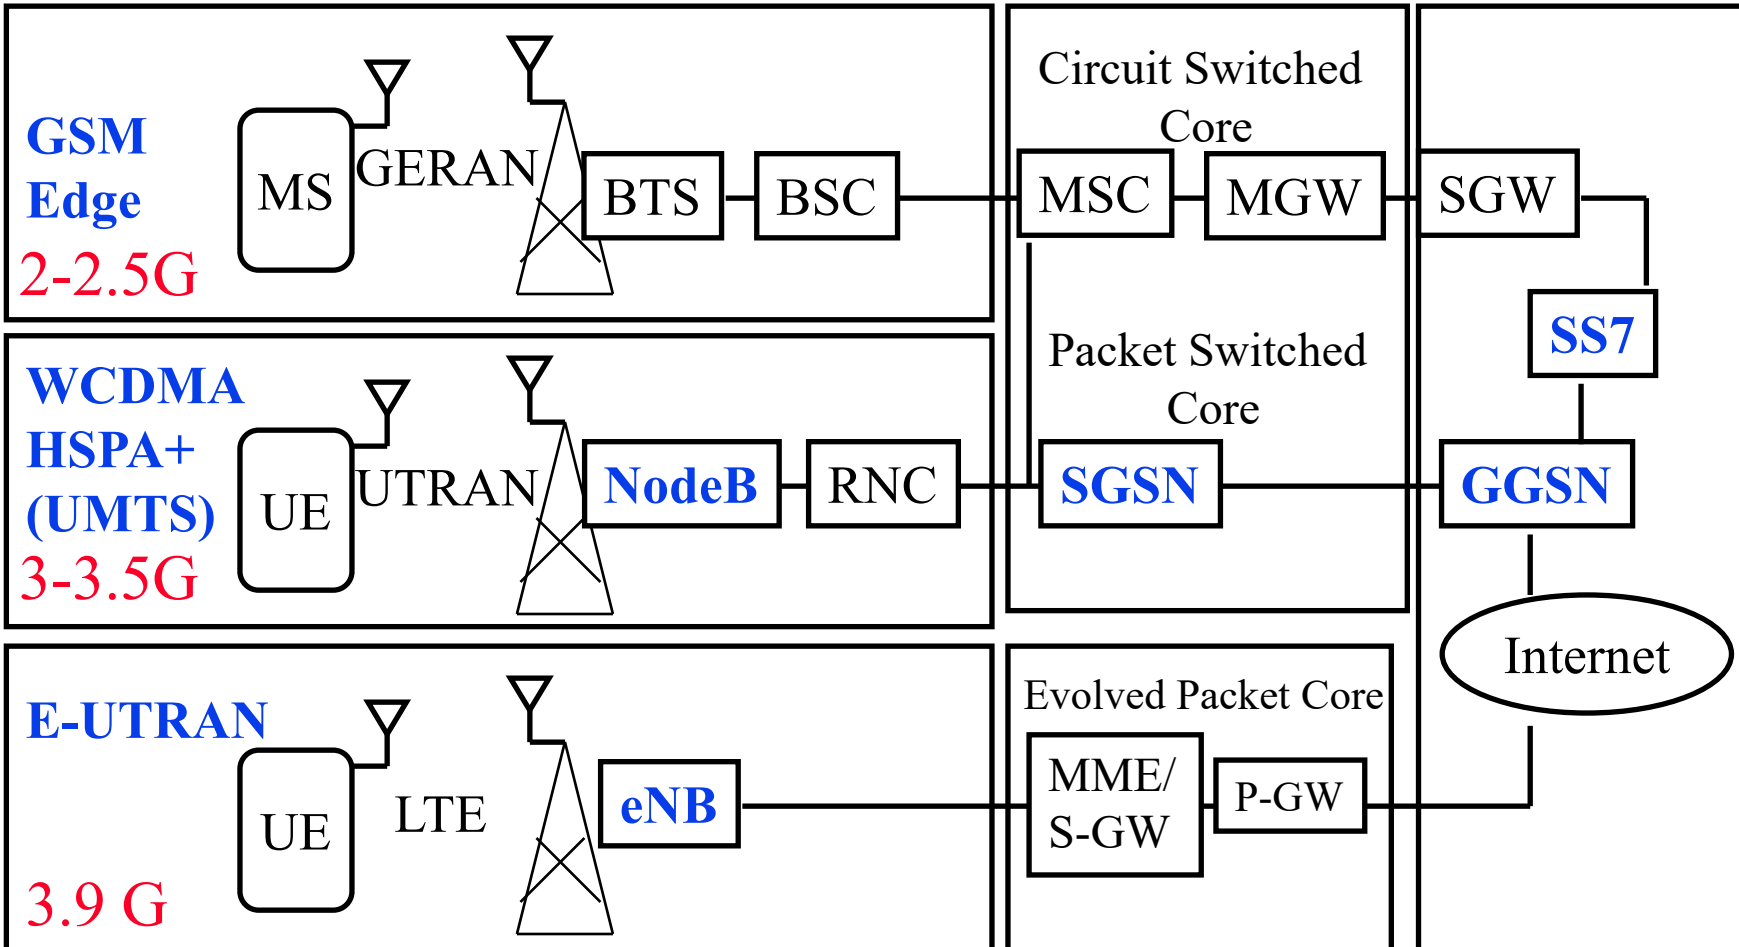 GSM
Edge
2-2.5G
MS
GERAN
BTS
BSC
Circuit Switched
Core
MSC
MGW
SGW
SS7
WCDMA
HSPA+
(UMTS)
3-3.5G
UE
UTRAN
NodeB
RNC
Packet Switched
Core
SGSN
GGSN
Internet
E-UTRAN
3.9 G
UE
LTE
eNB
Evolved Packet Core
MME/
S-GW
P-GW